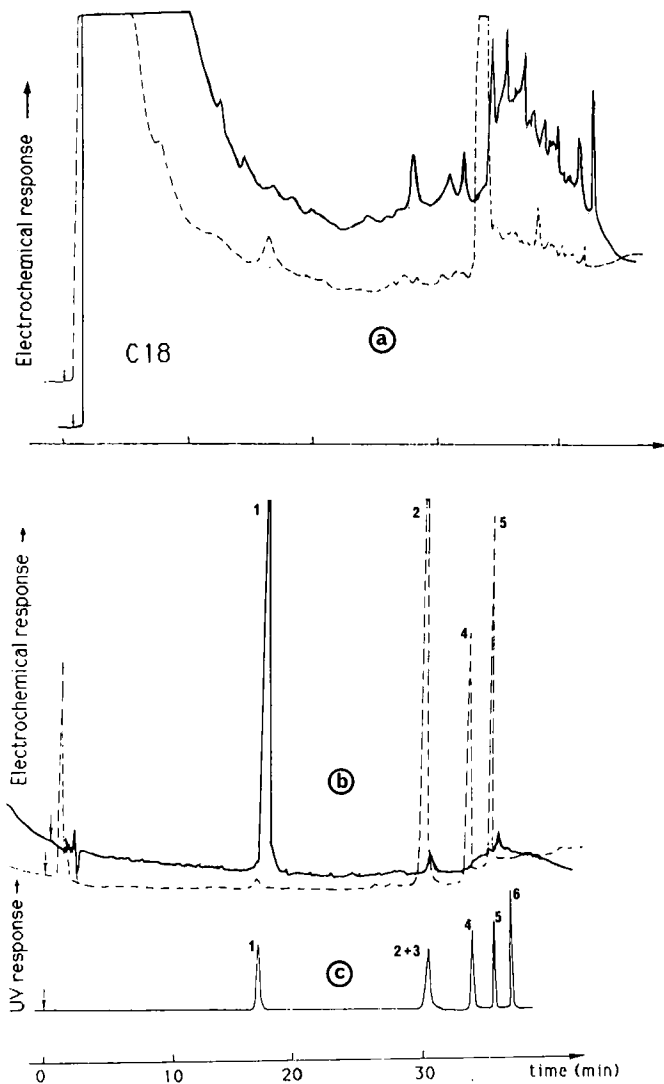 Electrochemical response →
C18
a
Electrochemical response →
1
2
4
5
b
UV response →
1
2+3
4
5
6
c
0 10 20 30 time (min)